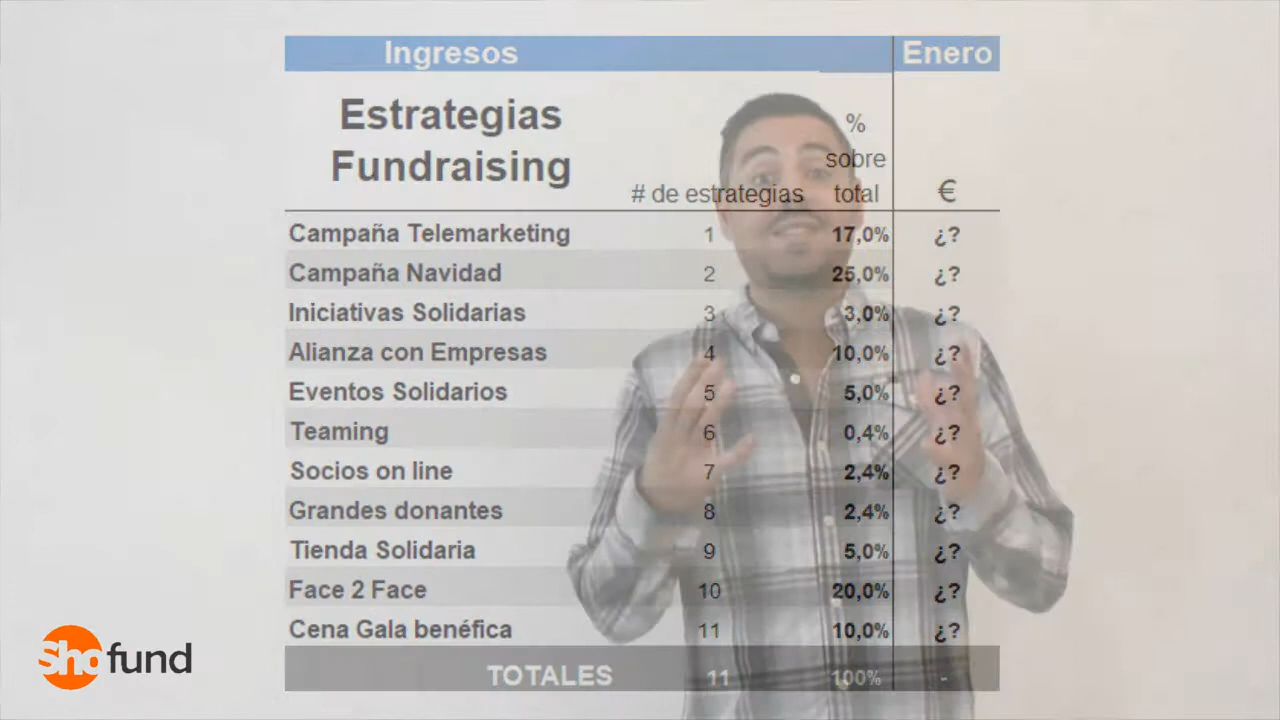 Ingresos Enero
Estrategias
Fundraising
# de estrategias
%
sobre
total
€
Campaña Telemarketing 1 17,0% ¿?
Campaña Navidad 2 25,0% ¿?
Iniciativas Solidarias 3 3,0% ¿?
Alianza con Empresas 4 10,0% ¿?
Eventos Solidarios 5 5,0% ¿?
Teaming 6 0,4% ¿?
Socios on line 7 2,4% ¿?
Grandes donantes 8 2,4% ¿?
Tienda Solidaria 9 5,0% ¿?
Face 2 Face 10 20,0% ¿?
Cena Gala benéfica 11 10,0% ¿?
TOTALES 11 100% -
Shofund